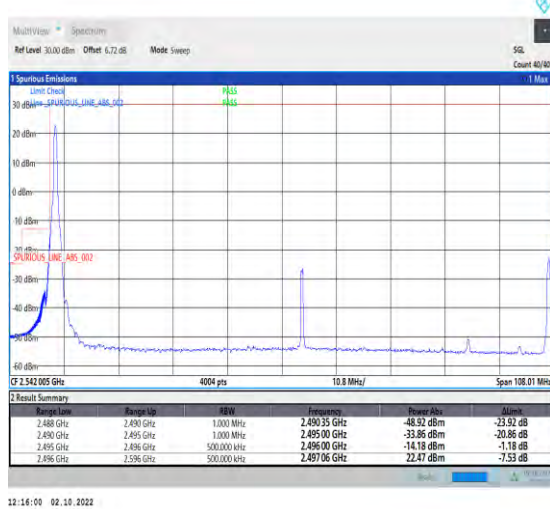 MultiView Spectrum
Ref Level 30.00 dBm Offset 6.72 dB Mode Sweep
SGL
Count 40/40
1 Spurious Emissions 1 Max
Limit Check PASS
30 dBm Line _SPURIOUS_LINE_ABS_002 PASS
20 dBm
10 dBm
0 dBm
-10 dBm
-20 dBm
SPURIOUS_LINE_ABS_002
-30 dBm
-40 dBm
-50 dBm
-60 dBm
CF 2.542 005 GHz 4004 pts 10.8 MHz/ Span 108.01 MHz
2 Result Summary
Range Low Range Up RBW Frequency Power Abs ΔLimit
2.488 GHz 2.490 GHz 1.000 MHz 2.490 35 GHz -48.92 dBm -23.92 dB
2.490 GHz 2.495 GHz 1.000 MHz 2.495 00 GHz -33.86 dBm -20.86 dB
2.495 GHz 2.496 GHz 500.000 kHz 2.496 00 GHz -14.18 dBm -1.18 dB
2.496 GHz 2.596 GHz 500.000 kHz 2.497 06 GHz 22.47 dBm -7.53 dB
12:16:00 02.10.2022